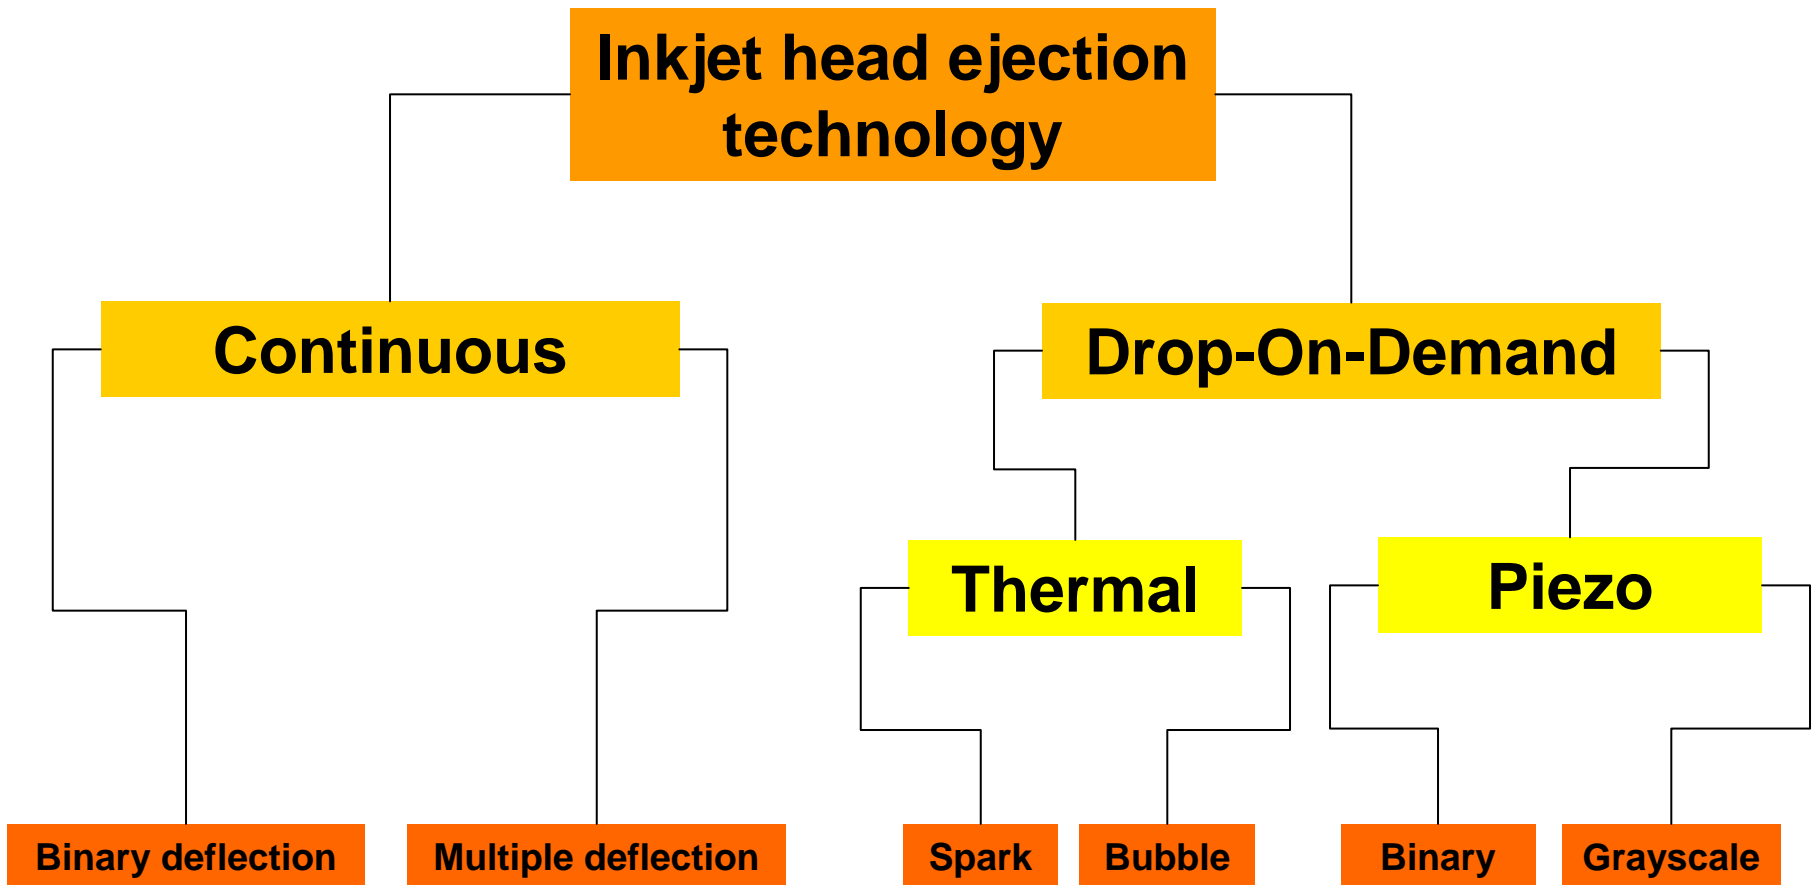 Inkjet head ejection
technology
Continuous
Drop-On-Demand
Thermal
Piezo
Binary deflection
Multiple deflection
Spark
Bubble
Binary
Grayscale